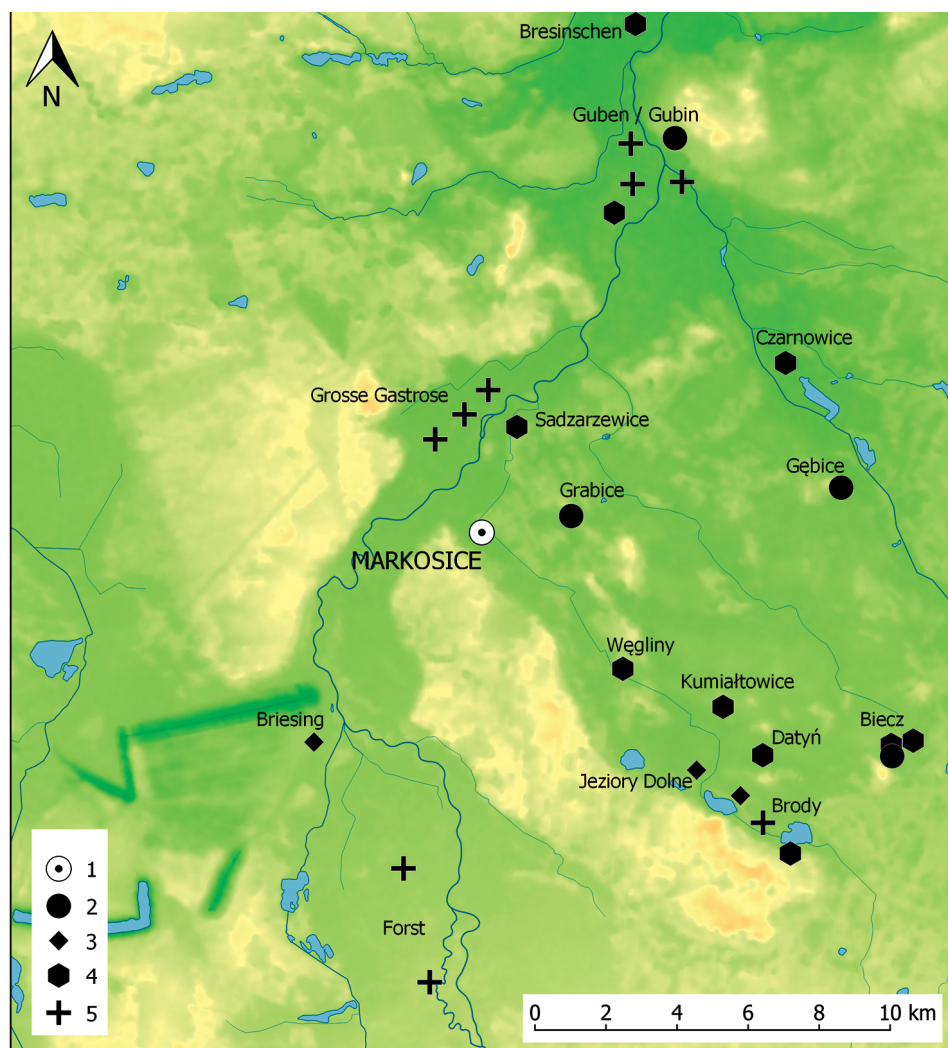 Bresinschen
N
Guben / Gubin
Czarnowice
Grosse Gastrose
Sadzarzewice
Gębice
Grabice
MARKOSICE
Węgliny
Kumiałtowice
Briesing
Biecz
Datyń
Jeziory Dolne
Brody
Forst
1
2
3
4
5
0 2 4 6 8 10 km